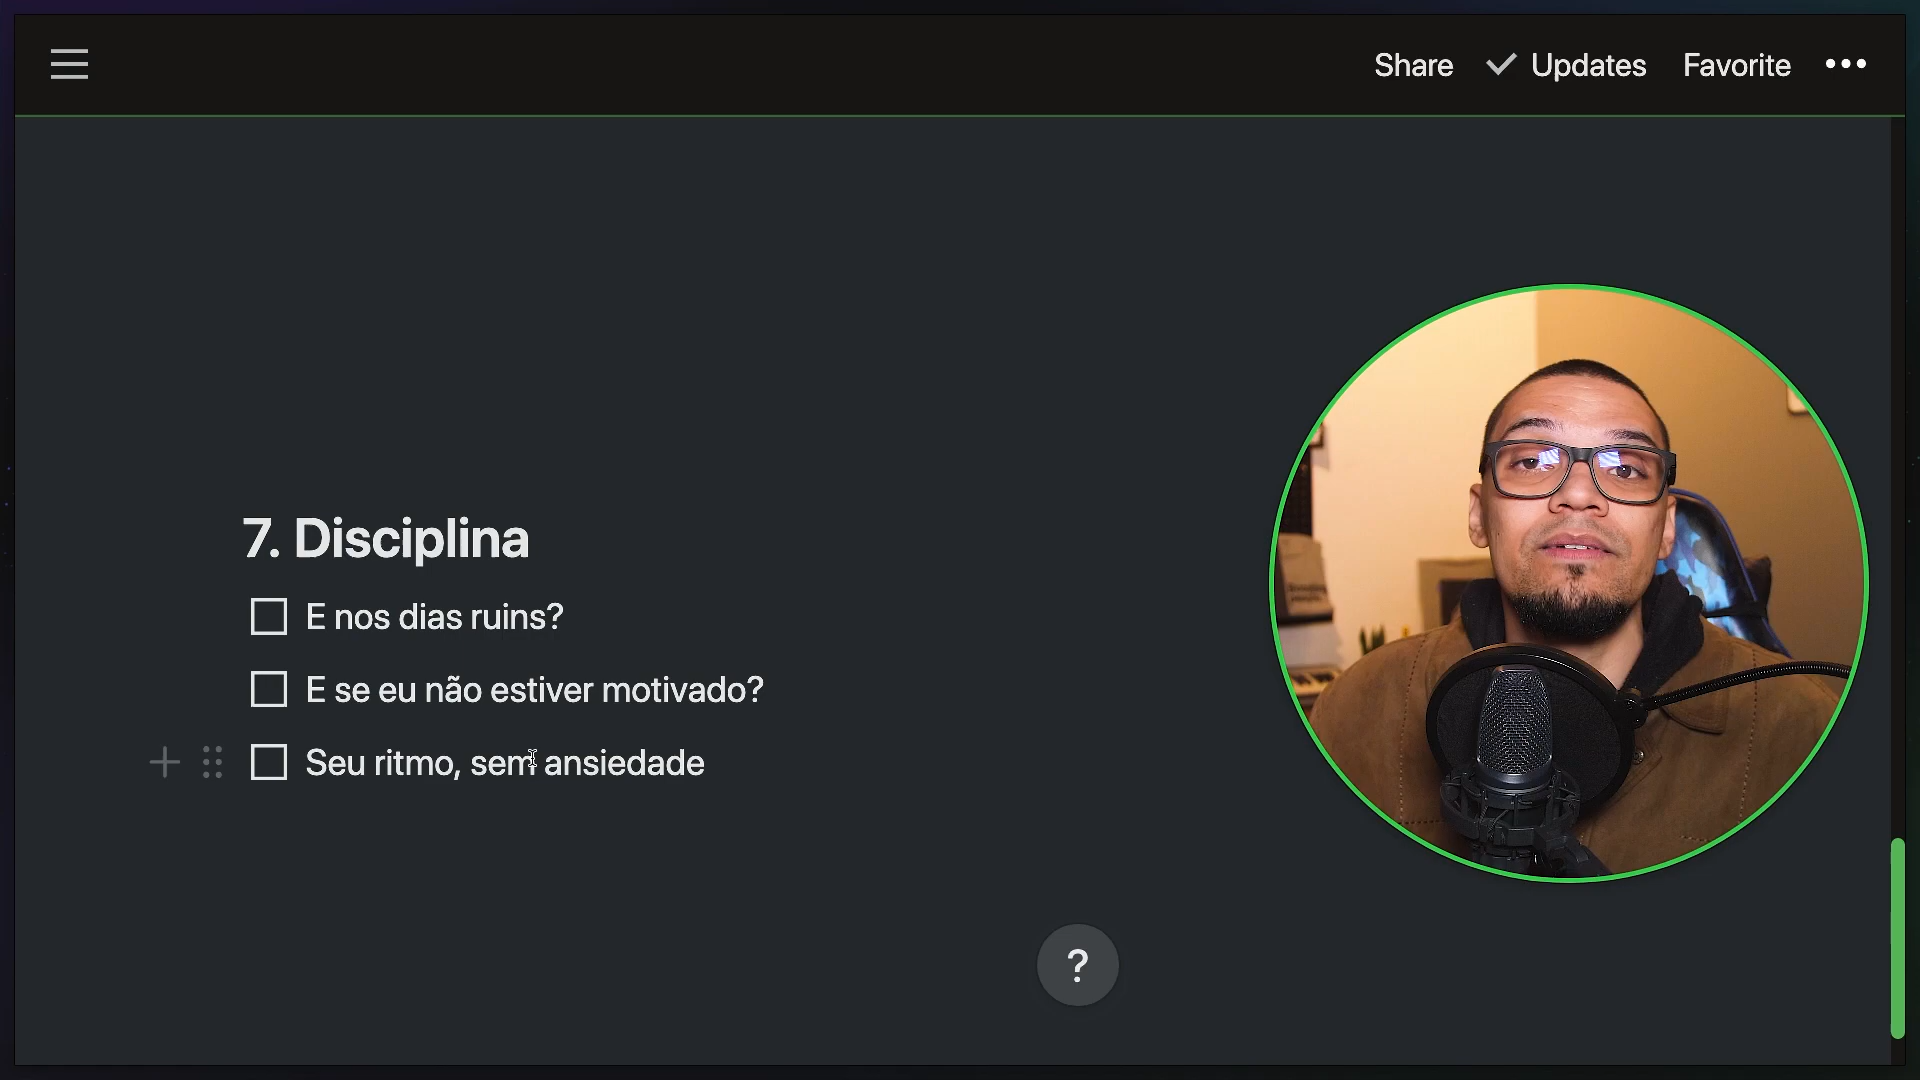 Share
Updates
Favorite
7. Disciplina
E nos dias ruins?
E se eu não estiver motivado?
Seu ritmo, sem ansiedade
?